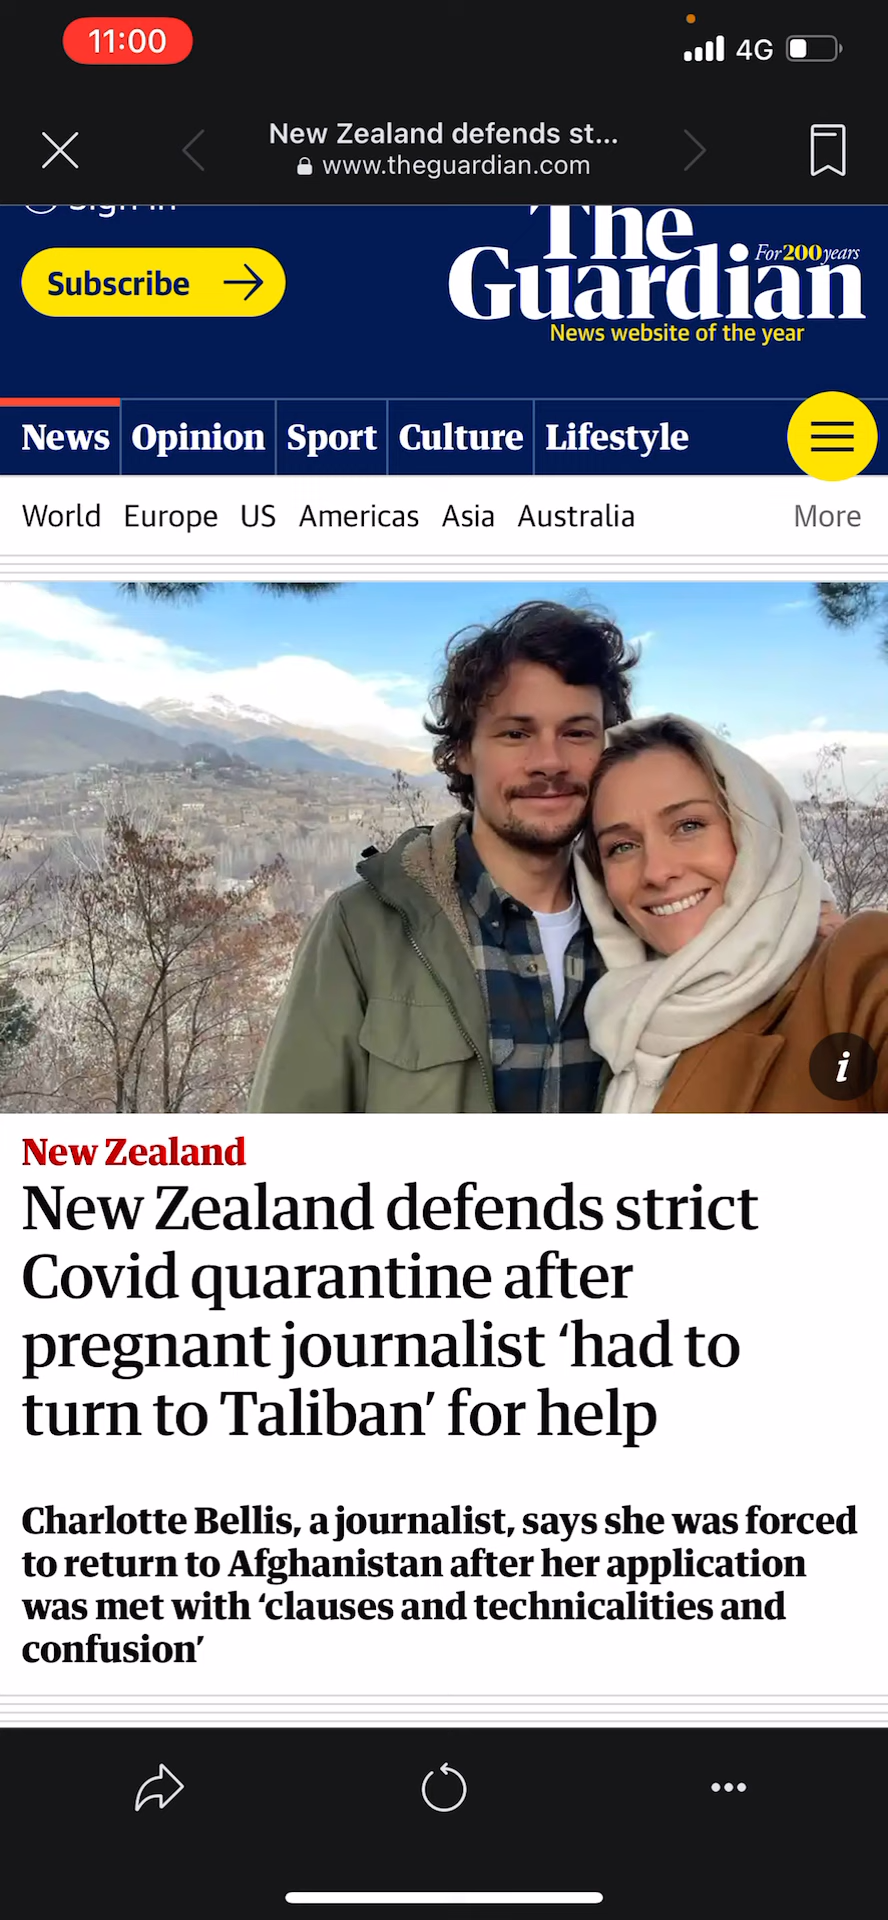 11:00
4G
New Zealand defends st...
www.theguardian.com
Sign in
Subscribe
The
Guardian
For 200 years
News website of the year
News Opinion Sport Culture Lifestyle
World Europe US Americas Asia Australia More
i
New Zealand
New Zealand defends strict
Covid quarantine after
pregnant journalist ‘had to
turn to Taliban’ for help
Charlotte Bellis, a journalist, says she was forced
to return to Afghanistan after her application
was met with ‘clauses and technicalities and
confusion’